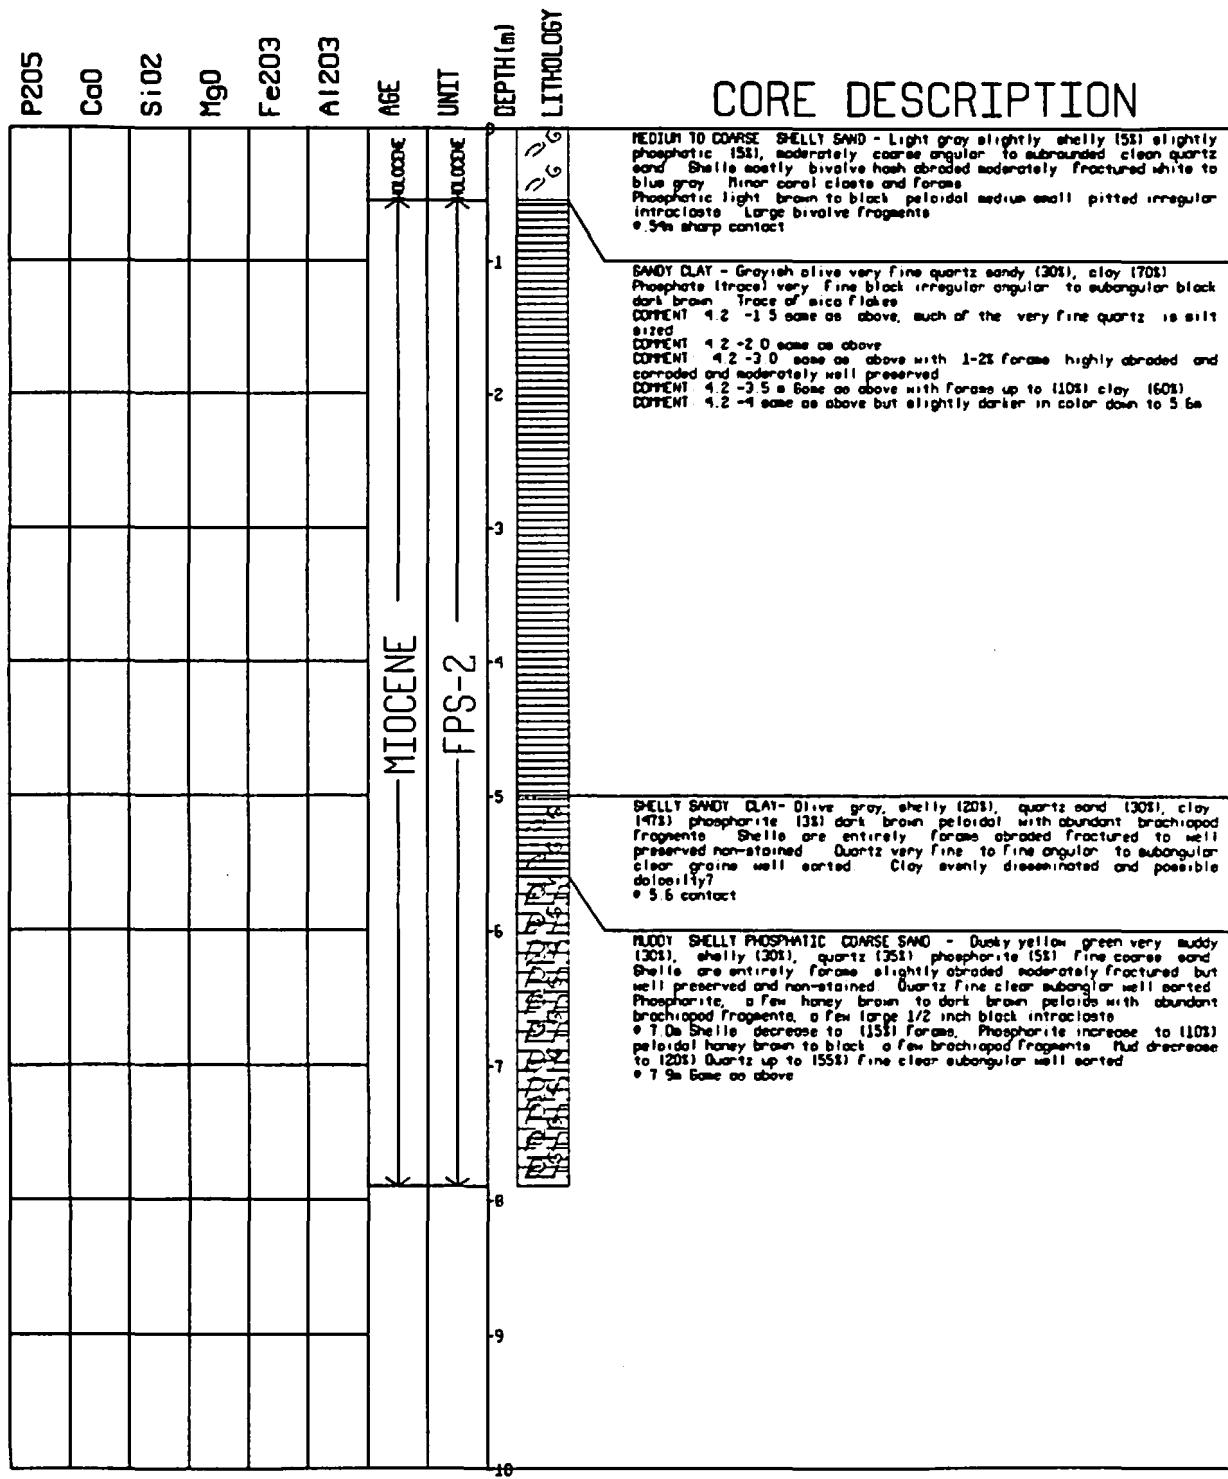 P2O5
CaO
SiO2
MgO
Fe2O3
Al2O3
AGE
UNIT
DEPTH(m)
LITHOLOGY
CORE DESCRIPTION
HOLOCENE
HOLOCENE
MIOCENE
FPS-2
0
-1
-2
-3
-4
-5
-6
-7
-8
-9
-10
MEDIUM TO COARSE SHELLY SAND - Light gray slightly shelly (5%) slightly
phosphatic (5%), moderately coarse angular to subrounded clean quartz
sand Shells mostly bivalve hash abraded moderately fractured white to
blue gray Minor coral clasts and forams
Phosphatic light brown to black peloidal medium small pitted irregular
intraclasts Large bivalve fragments
.54m sharp contact
SANDY CLAY - Grayish olive very fine quartz sandy (30%), clay (70%)
Phosphate (trace) very fine black irregular angular to subangular black
dark brown Trace of mica flakes
COMMENT 4.2 -1.5 same as above, much of the very fine quartz is silt
sized
COMMENT 4.2 -2.0 same as above
COMMENT 4.2 -3.0 same as above with 1-2% forams highly abraded and
corroded and moderately well preserved
COMMENT 4.2 -3.5 m Same as above with forams up to (10%) clay (60%)
COMMENT 4.2 -4 same as above but slightly darker in color down to 5.6m
SHELLY SANDY CLAY- Olive gray, shelly (20%), quartz sand (30%), clay
(47%) phosphorite (3%) dark brown peloidal with abundant brachiopod
fragments Shells are entirely forams abraded fractured to well
preserved non-stained Quartz very fine to fine angular to subangular
clear grains well sorted Clay evenly disseminated and possible
dolosilty?
5.6 contact
MUDDY SHELLY PHOSPHATIC COARSE SAND - Dusky yellow green very muddy
(30%), shelly (30%), quartz (35%) phosphorite (5%) fine coarse sand
Shells are entirely forams slightly abraded moderately fractured but
well preserved and non-stained Quartz fine clear subanglar well sorted
Phosphorite, a few honey brown to dark brown peloids with abundant
brachiopod fragments, a few large 1/2 inch black intraclasts
7.0m Shells decrease to (15%) forams, Phosphorite increase to (10%)
peloidal honey brown to black a few brachiopod fragments Mud drecrease
to (20%) Quartz up to (55%) fine clear subangular well sorted
7.9m Same as above